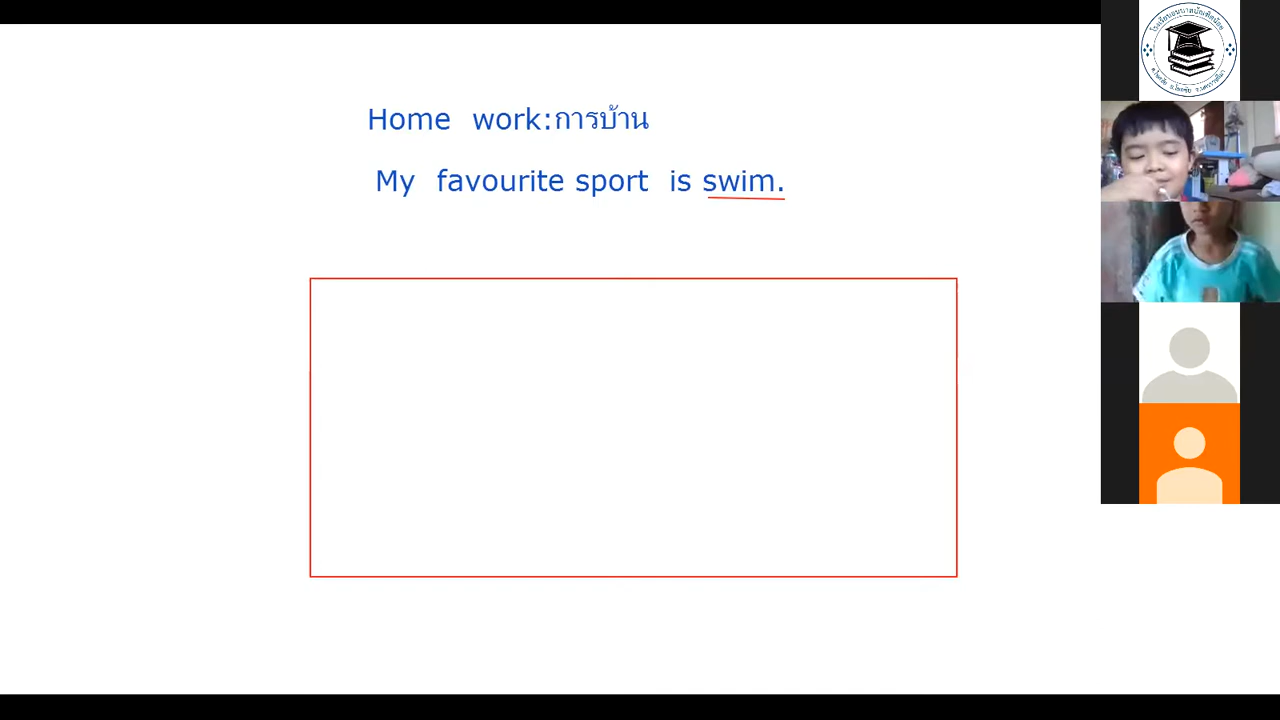 Home work:การบ้าน
My favourite sport is swim.